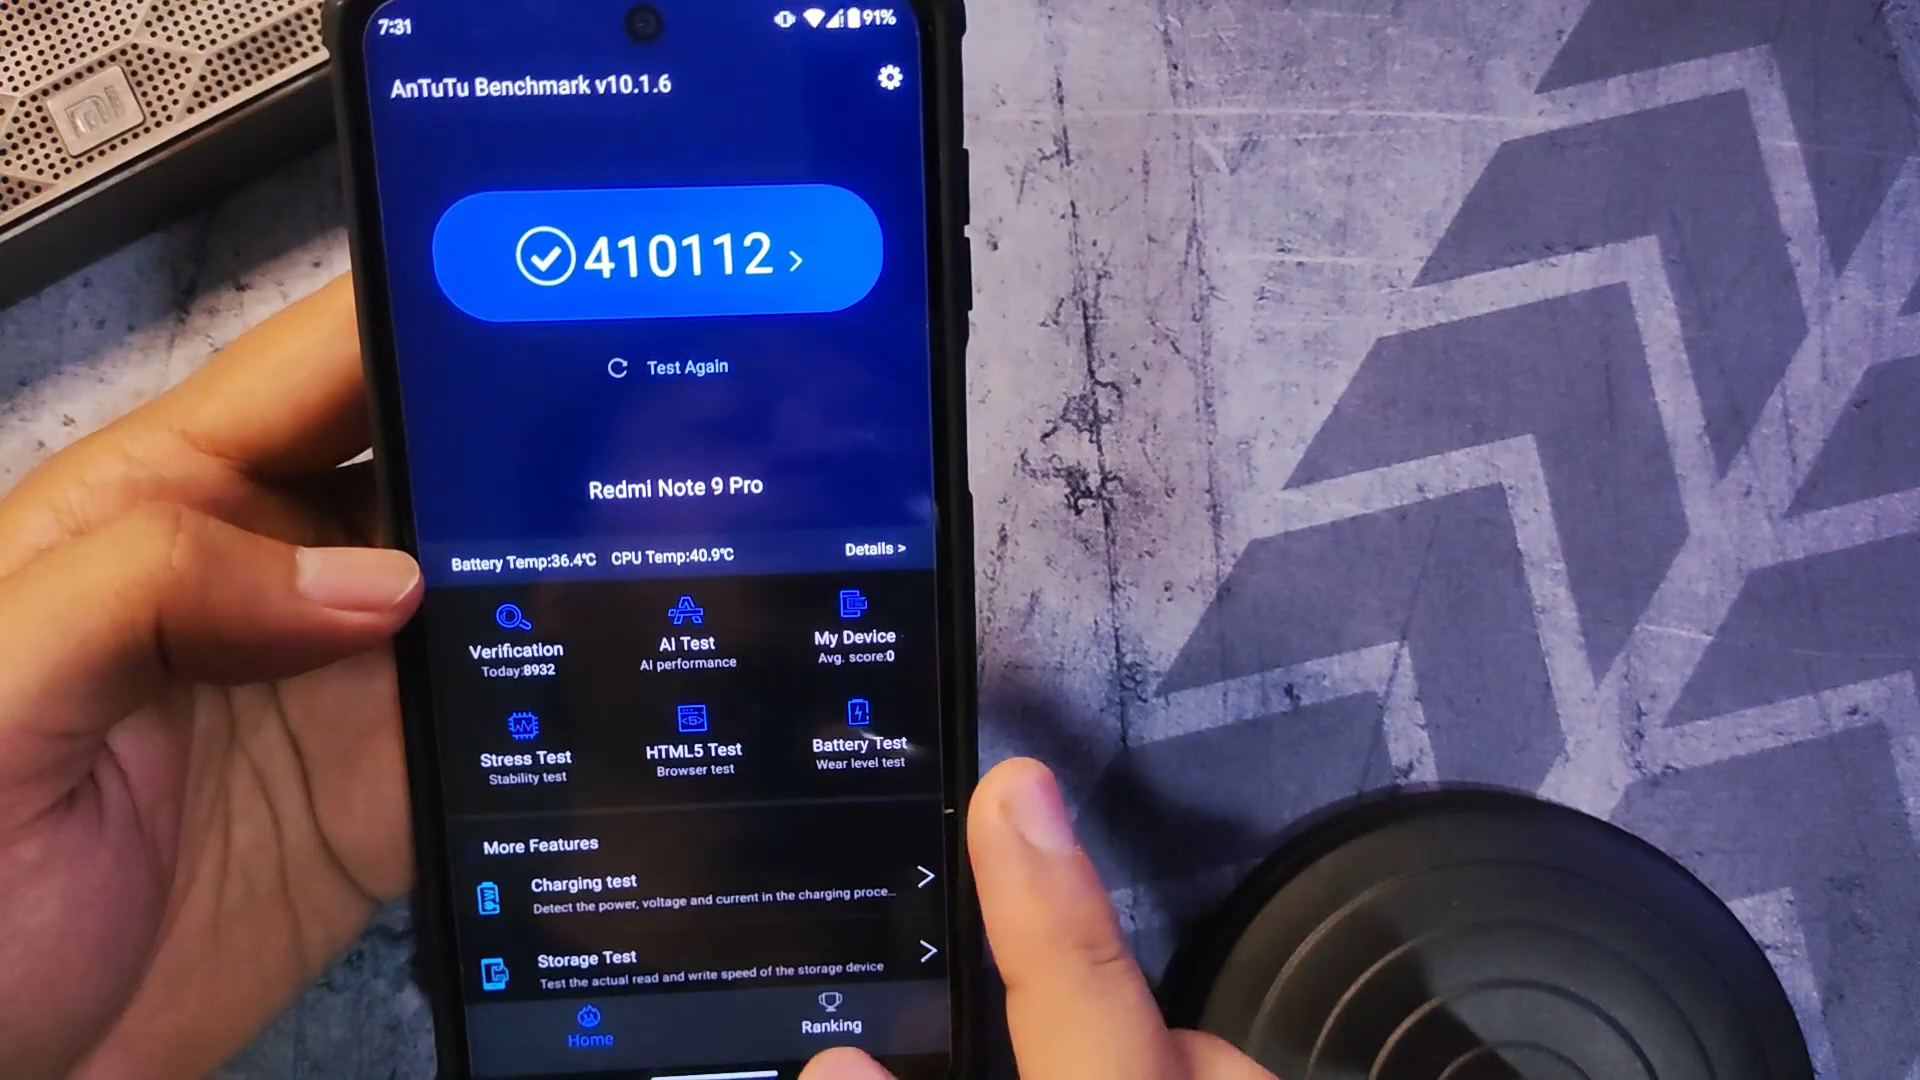 7:31
91%
AnTuTu Benchmark v10.1.6
410112 >
Test Again
Redmi Note 9 Pro
Battery Temp:36.4℃ CPU Temp:40.9℃ Details >
Verification
Today:8932
AI Test
AI performance
My Device
Avg. score:0
Stress Test
Stability test
HTML5 Test
Browser test
Battery Test
Wear level test
More Features
Charging test
Detect the power, voltage and current in the charging proce...
Storage Test
Test the actual read and write speed of the storage device
Home
Ranking